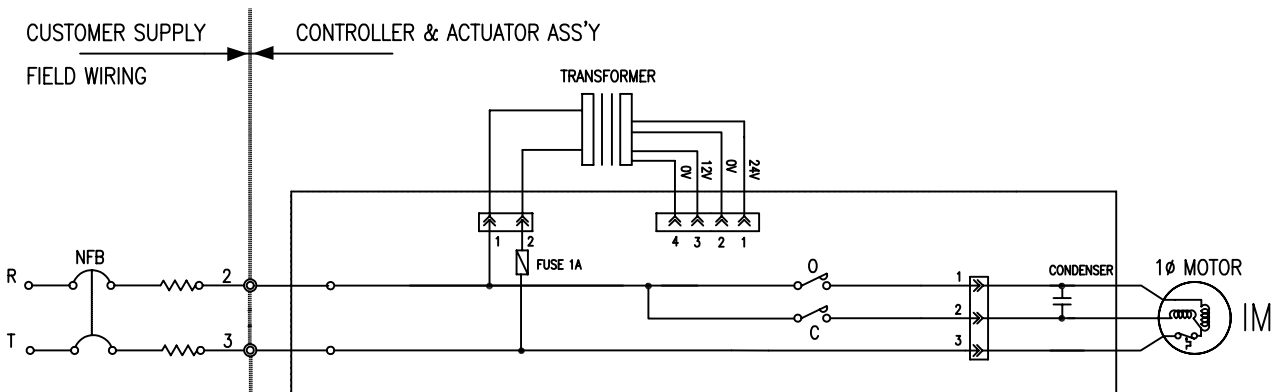 CUSTOMER SUPPLY
CONTROLLER & ACTUATOR ASS'Y
FIELD WIRING
TRANSFORMER
0V
12V
0V
24V
1 2
4 3 2 1
FUSE 1A
NFB
R
2
O
1
CONDENSER
1ø MOTOR
C
2
IM
T
3
3